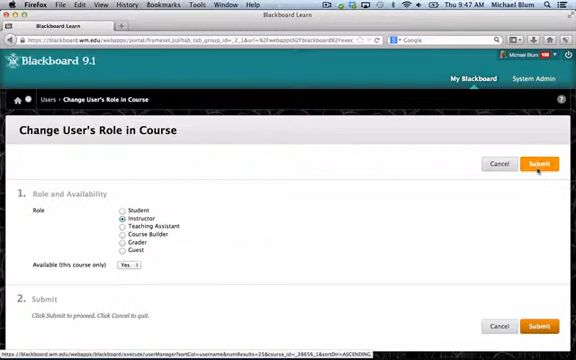 Firefox File Edit View History Bookmarks Tools Window Help Thu 9:47 AM Michael Blum
Blackboard Learn
Blackboard Learn
Google
Michael Blum
Blackboard 9.1
My Blackboard System Admin
Users Change User's Role in Course
Change User's Role in Course
Cancel Submit
1. Role and Availability
Role
Student
Instructor
Teaching Assistant
Course Builder
Grader
Guest
Available (this course only) Yes
2. Submit
Click Submit to proceed. Click Cancel to quit.
Cancel Submit